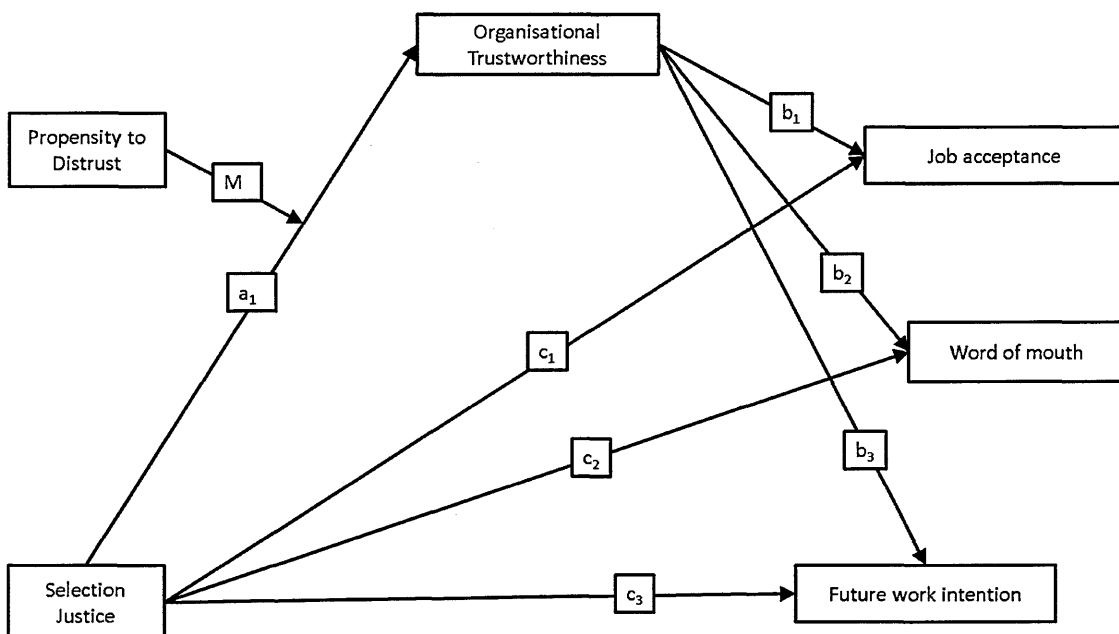 Organisational
Trustworthiness
b₁
Propensity to
Distrust
Job acceptance
M
b₂
a₁
c₁
Word of mouth
b₃
c₂
Selection
Justice
c₃
Future work intention